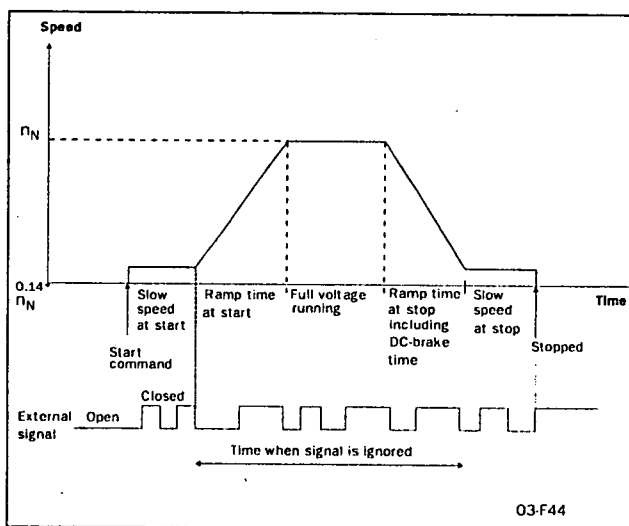 Speed
nN
0.14
nN
Slow speed at start
Ramp time at start
Full voltage running
Ramp time at stop including DC-brake time
Slow speed at stop
Time
Start command
Stopped
External signal
Open
Closed
Time when signal is ignored
03-F44